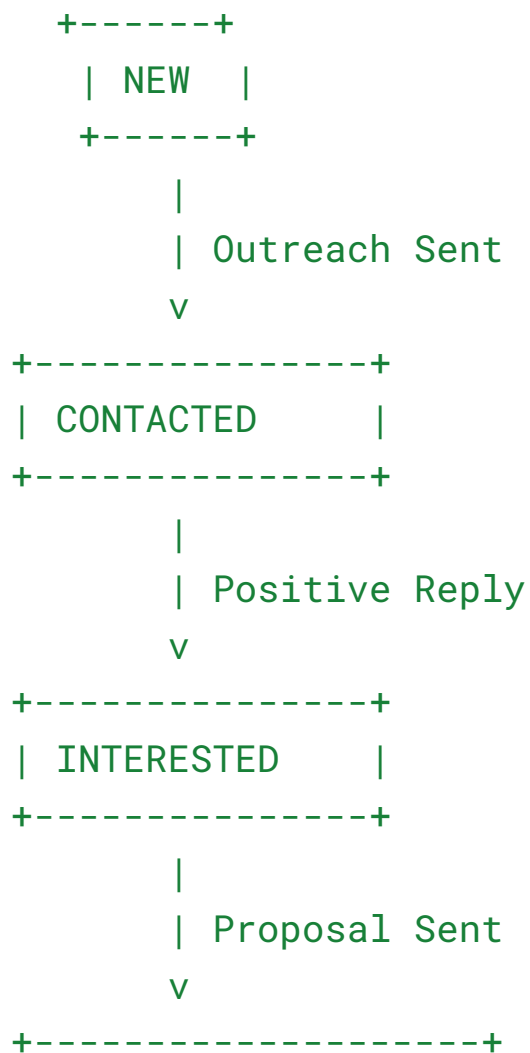 +------+
| NEW |
+------+
|
| Outreach Sent
v
+---------------+
| CONTACTED |
+---------------+
|
| Positive Reply
v
+---------------+
| INTERESTED |
+---------------+
|
| Proposal Sent
v
+--------------------+